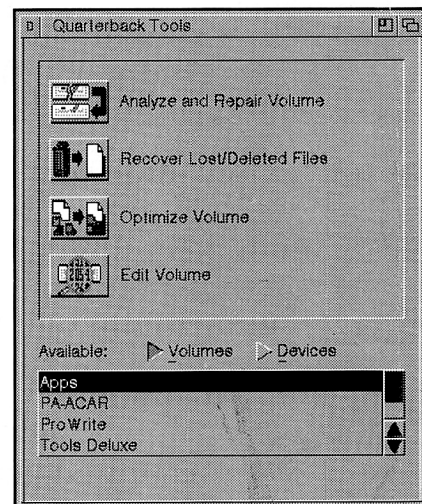 Quarterback Tools
Analyze and Repair Volume
Recover Lost/Deleted Files
Optimize Volume
Edit Volume
Available: Volumes Devices
Apps
PA-ACAR
ProWrite
Tools Deluxe